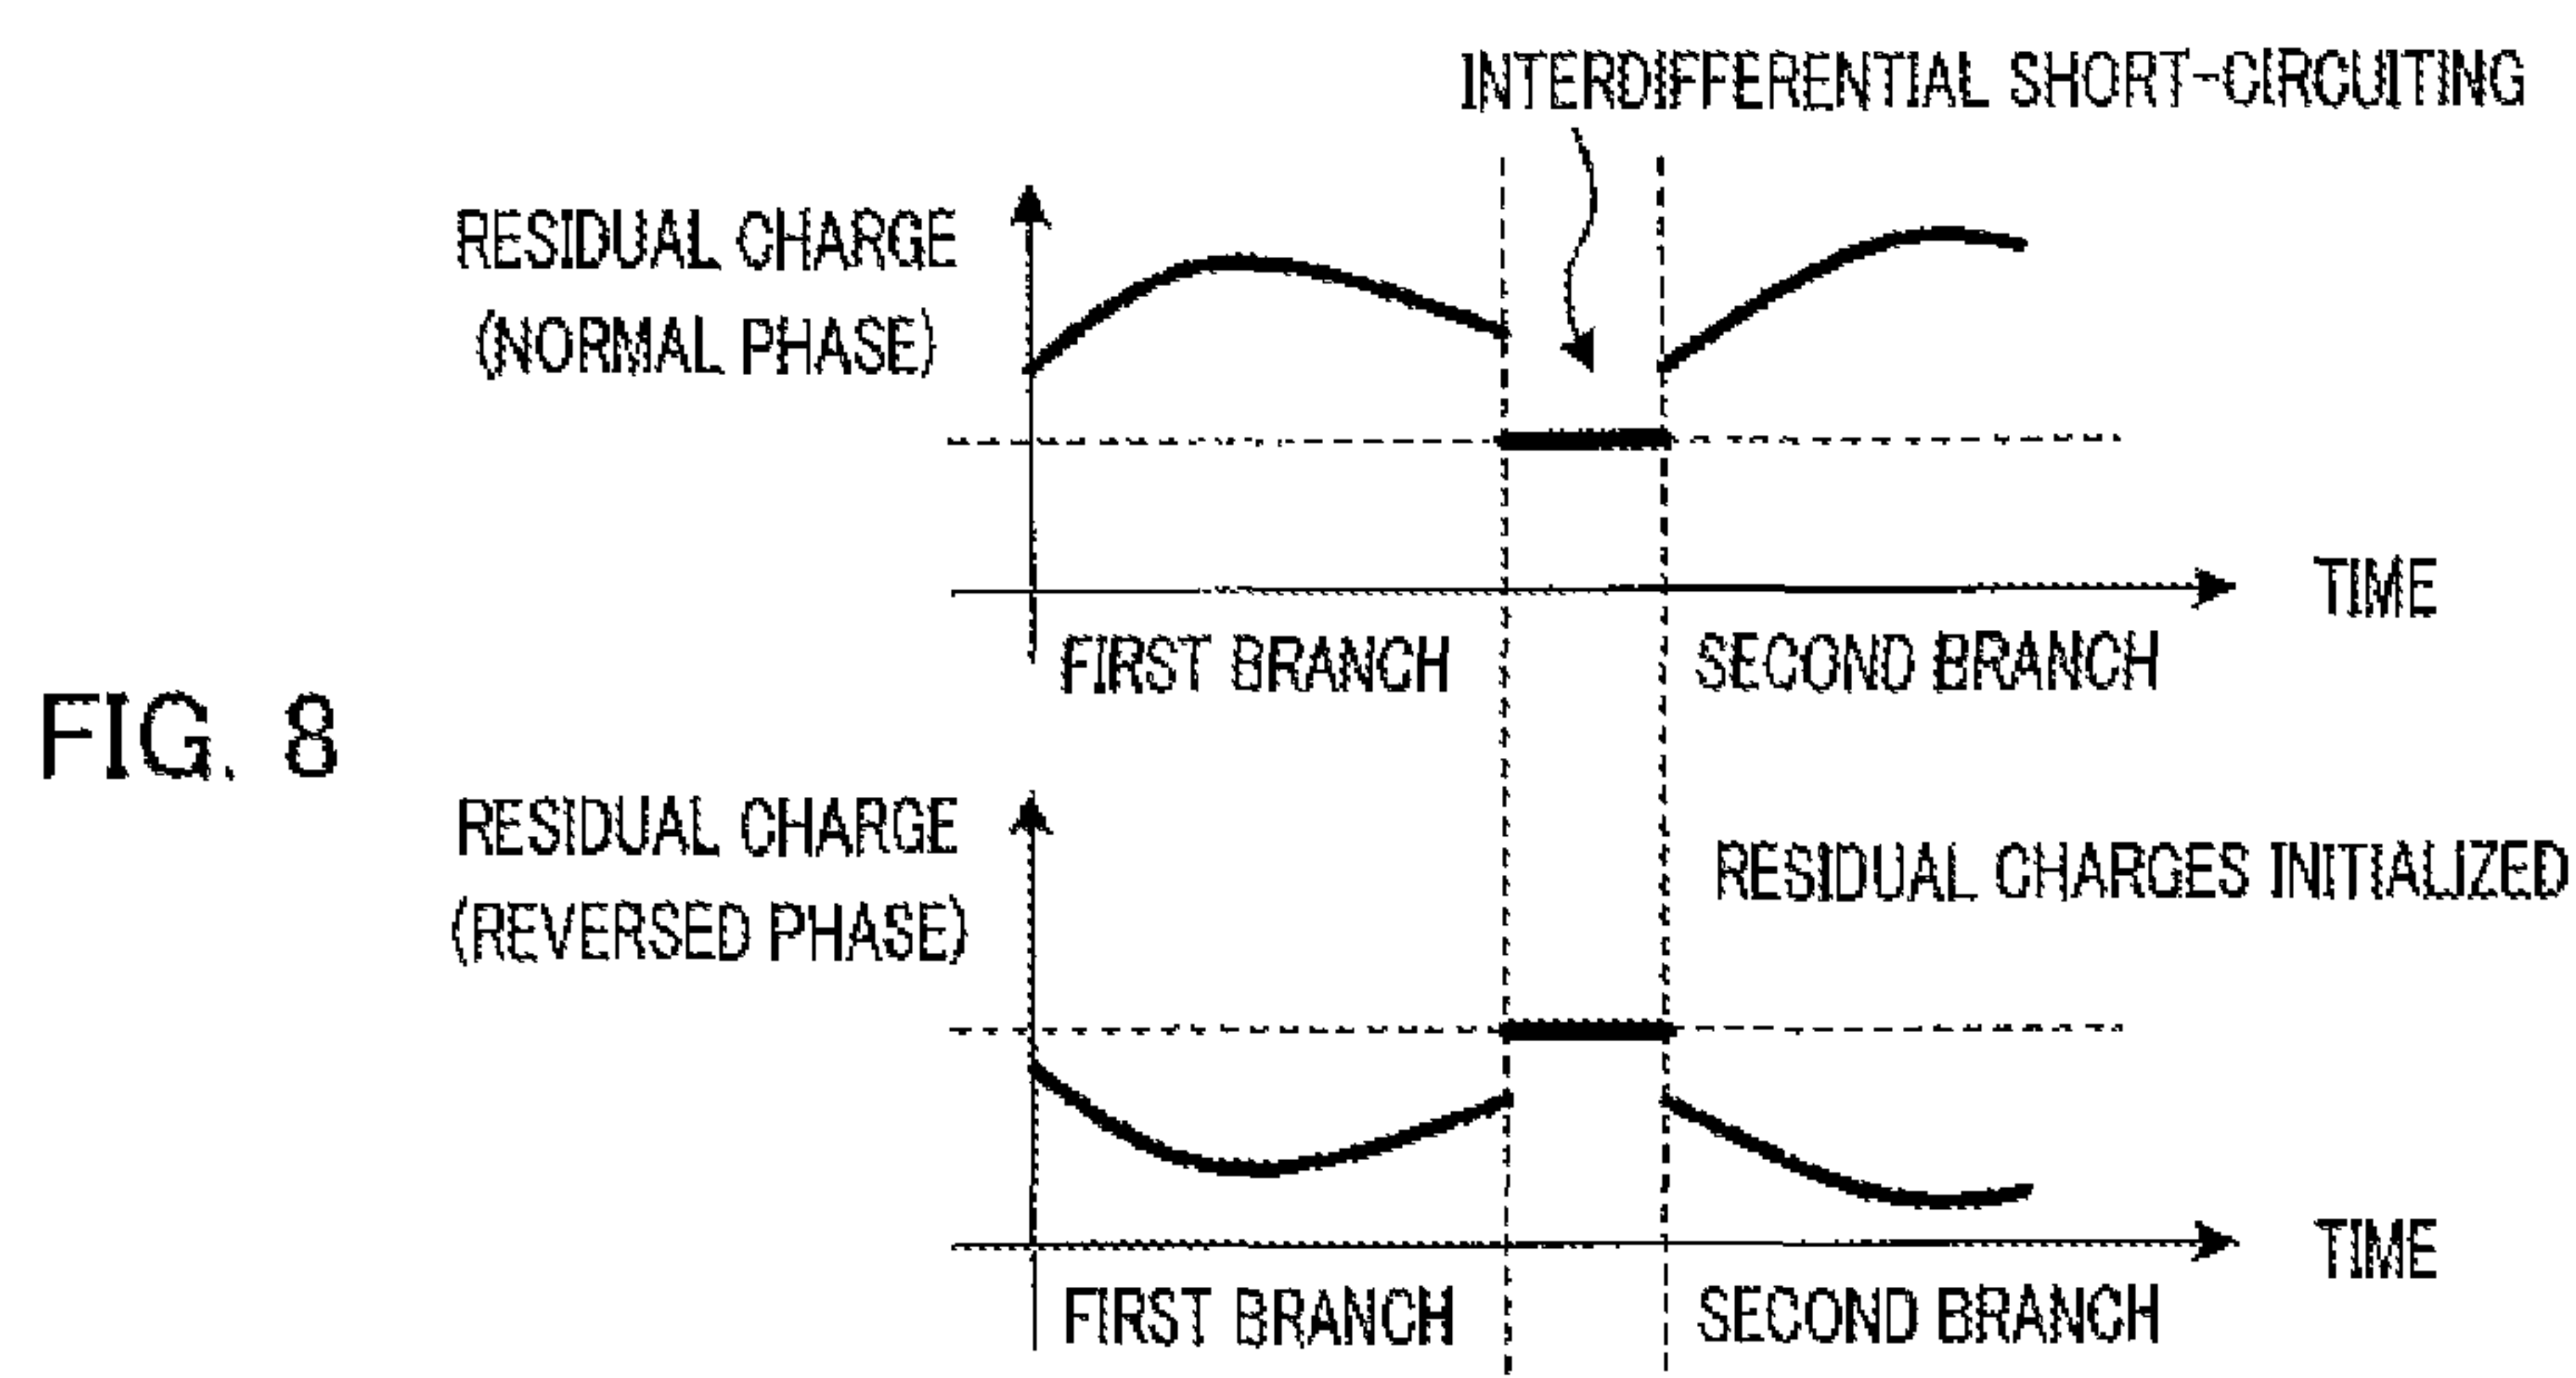 INTERDIFFERENTIAL SHORT-CIRCUITING
RESIDUAL CHARGE
(NORMAL PHASE)
TIME
FIRST BRANCH
SECOND BRANCH
FIG. 8
RESIDUAL CHARGE
(REVERSED PHASE)
RESIDUAL CHARGES INITIALIZED
TIME
FIRST BRANCH
SECOND BRANCH